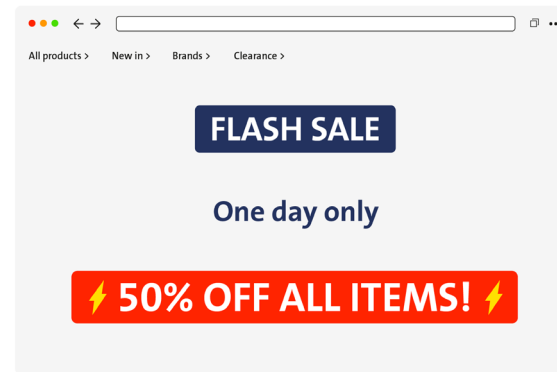 All products > New in > Brands > Clearance >
FLASH SALE
One day only
50% OFF ALL ITEMS!